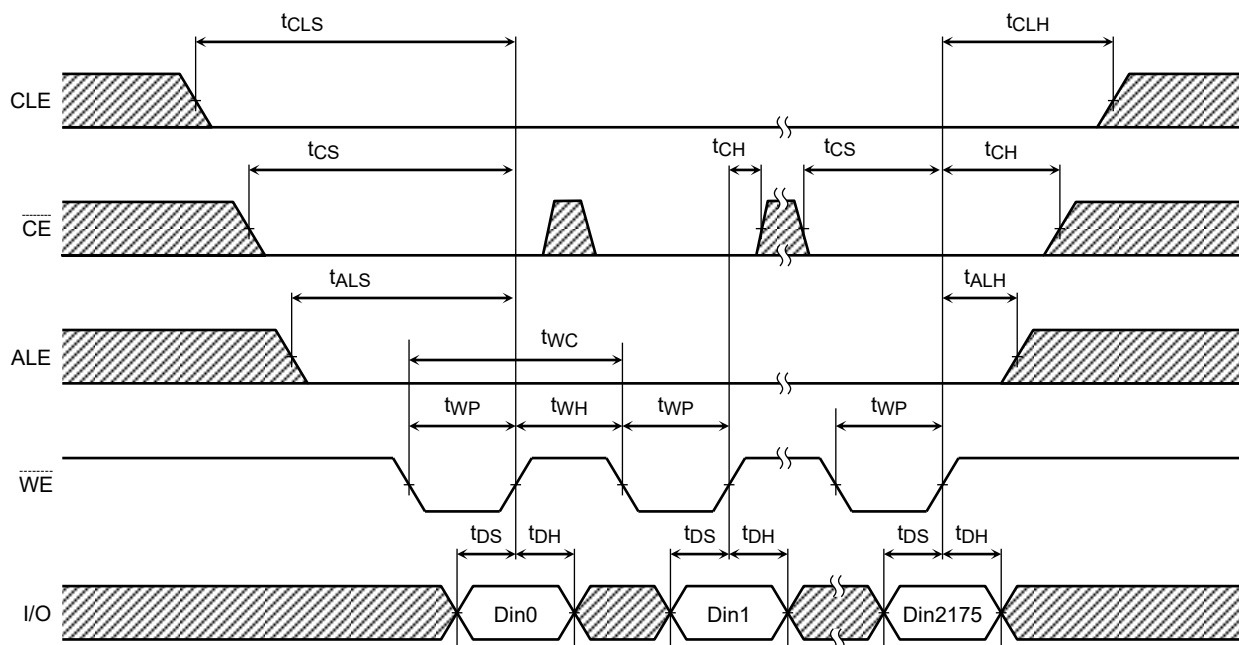 tCLS tCLH
CLE
tCS tCH tCS tCH
CE
tALS tALH
tWC
ALE
tWP tWH tWP tWP
WE
tDS tDH tDS tDH tDS tDH
I/O Din0 Din1 Din2175